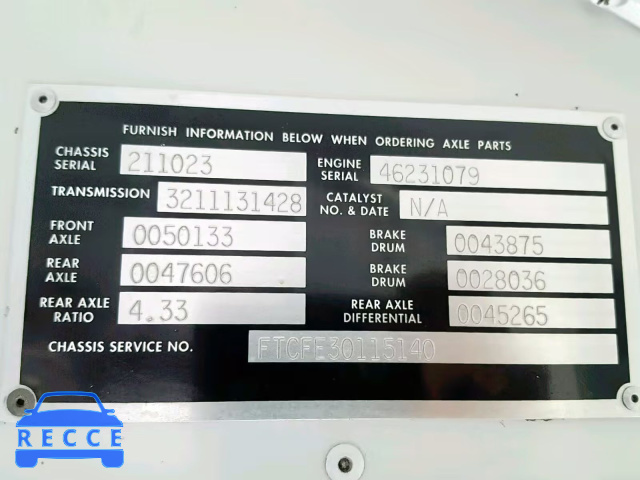 FURNISH INFORMATION BELOW WHEN ORDERING AXLE PARTS
CHASSIS SERIAL 211023 ENGINE SERIAL 46231079
TRANSMISSION 3211131428 CATALYST NO. & DATE N/A
FRONT AXLE 0050133 BRAKE DRUM 0043875
REAR AXLE 0047606 BRAKE DRUM 0028036
REAR AXLE RATIO 4.33 REAR AXLE DIFFERENTIAL 0045265
CHASSIS SERVICE NO. FTCFE30115140
RECCE